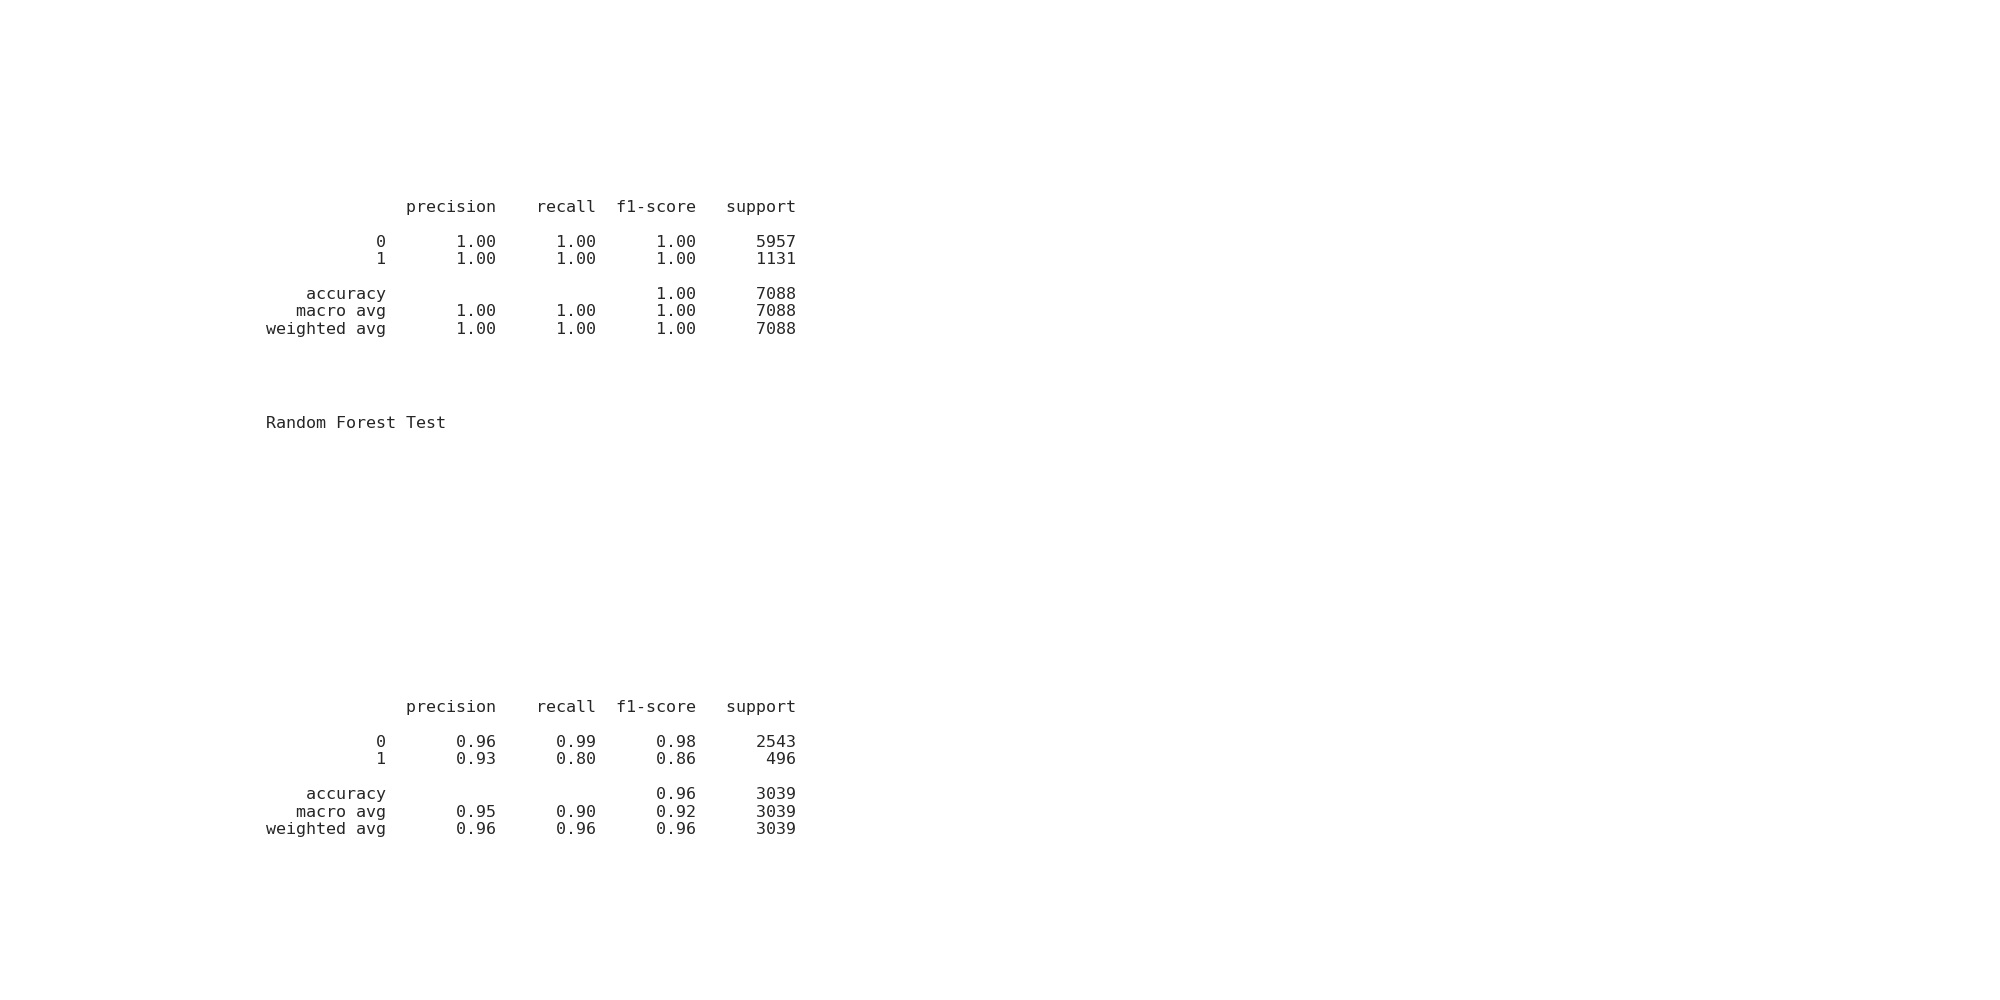 precision    recall  f1-score   support
0       1.00      1.00      1.00      5957
1       1.00      1.00      1.00      1131
accuracy                           1.00      7088
macro avg       1.00      1.00      1.00      7088
weighted avg       1.00      1.00      1.00      7088
Random Forest Test
precision    recall  f1-score   support
0       0.96      0.99      0.98      2543
1       0.93      0.80      0.86       496
accuracy                           0.96      3039
macro avg       0.95      0.90      0.92      3039
weighted avg       0.96      0.96      0.96      3039